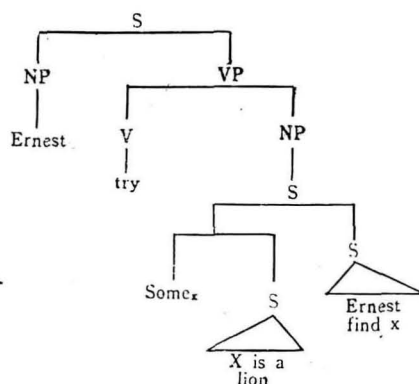 S
NP VP
Ernest V NP
try
S
Someₓ S S
Ernest
find x
X is a
lion